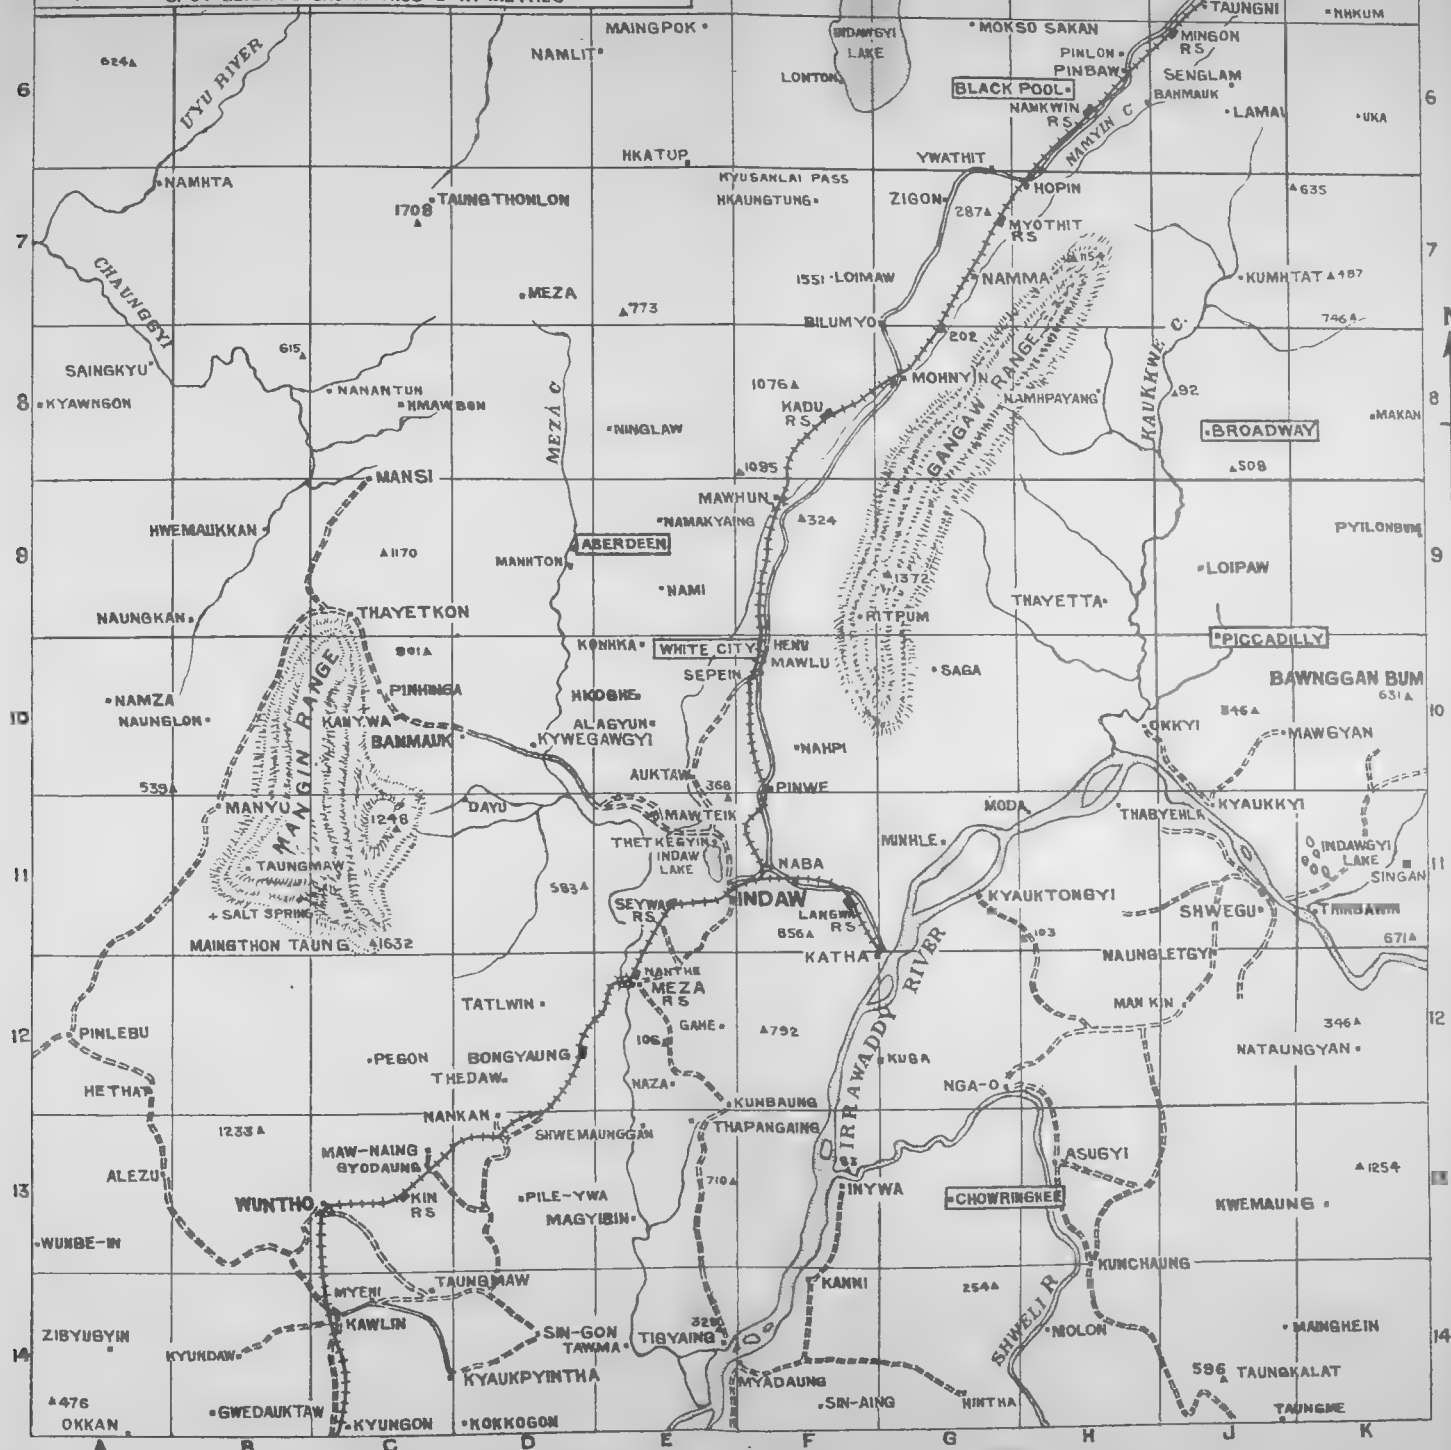 MAINGPOK
MOKSO SAKAN
TAUNGNI
NHKUM
624
UYU RIVER
NAMLIT
INDAWGYI
LAKE
LONTON
PINLON
PINBAW
MINGON
RS
SENGLAM
BAHMAUK
6
BLACK POOL
NAMKWIN
RS
NAMYIN C
LAMAI
UKA
6
NAMHTA
HKATUP
YWATHIT
KYUSANLAI PASS
HKAUNGTUNG
ZIGON
HOPIN
635
1708
TAUNGTHONLON
287
MYOTHIT
RS
7
CHAUNGGYI
1154
7
1551
LOIMAW
NAMMA
KUMHTAT
487
MEZA
773
BILUMYO
202
746
615
SAINGKYU
NANANTUN
HMAWBON
KYAWNGON
8
MEZA C
1076
KADU
RS
MOHNYIN
GANGAW RANGE
NAMHPAYANG
KAUKKWE C.
92
MAKAN
8
NINGLAW
BROADWAY
1095
508
MANSI
MAWHUN
HWEMAUKKAN
NAMAKYAING
324
PYILONBUM
1170
ABERDEEN
MANHTON
9
9
1372
LOIPAW
NAMI
NAUNGKAN
THAYETKON
RITPUM
THAYETTA
KONHKA
WHITE CITY
HENU
MAWLU
PICCADILLY
SEPEIN
SAGA
BAWNGGAN BUM
631
NAMZA
NAUNGLON
MANGIN RANGE
PINHINGA
KANYWA
BANMAUK
10
ALAGYUN
KYWEGAWGYI
OKKYI
MAWGYAN
10
NAHPI
AUKTAW
368
PINWE
539
MANYU
DAYU
1248
MAWTEIK
MODA
THABYEHLA
KYAUKKYI
THETKEGYIN
INDAW
LAKE
MINHLE
INDAWGYI
LAKE
SINGAN
11
TAUNGMAW
NABA
11
583
INDAW
SEYWA
RS
LANGWA
RS
KYAUKTONGYI
SHWEGU
SALT SPRING
856
103
MAINGTHON TAUNG
1632
KATHA
NAUNGLETGYI
671
NANTHE
MEZA
RS
TATLWIN
MAN KIN
GAHE
792
346
12
PINLEBU
106
12
NATAUNGYAN
PEGON
BONGYAUNG
THEDAW
KUBA
HETHAT
NAZA
NGA-O
IRRAWADDY RIVER
KUNBAUNG
NANKAN
THAPANGAING
1233
SHWEMAUNGGAN
MAW-NAING
GYODAUNG
ASUGYI
ALEZU
1254
KIN
RS
PILE-YWA
710
INYWA
CHOWRINGHEE
13
WUNTHO
MAGYIBIN
KWEMAUNG
WUNBE-IN
KUNCHAUNG
TAUNGMAW
KANNI
254
MYENI
SHWELI R
KAWLIN
ZIBYUGYIN
SIN-GON
TAWMA
TIGYAING
MOLON
MAINGHEIN
14
KYUNDAW
14
KYAUKPYINTHA
MYADAUNG
596
TAUNGKALAT
476
OKKAN
GWEDAUKTAW
KYUNGON
KOKKOGON
SIN-AING
HINTHA
TAUNGME
A
B
C
D
E
F
G
H
J
K